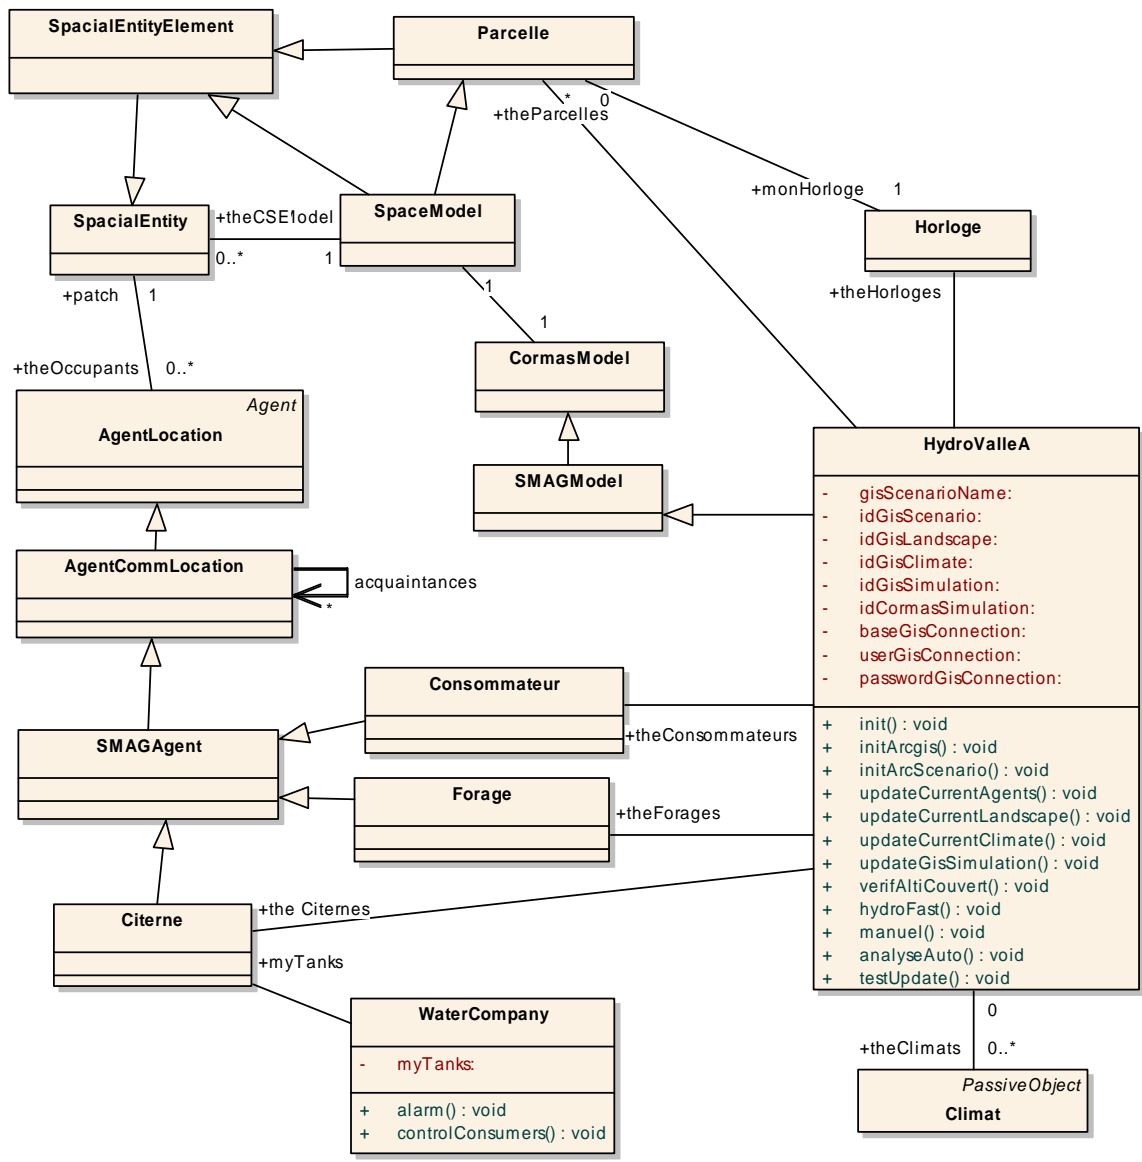 SpacialEntityElement
Parcelle
*
0
+theParcelles
+monHorloge 1
SpacialEntity
+theCSE
1odel
SpaceModel
Horloge
0..*
1
+patch 1
1
+theHorloges
1
CormasModel
+theOccupants 0..*
Agent
AgentLocation
HydroValleA
SMAGModel
- gisScenarioName:
- idGisScenario:
- idGisLandscape:
- idGisClimate:
- idGisSimulation:
- idCormasSimulation:
- baseGisConnection:
- userGisConnection:
- passwordGisConnection:
AgentCommLocation
acquaintances
*
Consommateur
+theConsommateurs
SMAGAgent
Forage
+theForages
+ init() : void
+ initArcgis() : void
+ initArcScenario() : void
+ updateCurrentAgents() : void
+ updateCurrentLandscape() : void
+ updateCurrentClimate() : void
+ updateGisSimulation() : void
+ verifAltiCouvert() : void
+ hydroFast() : void
+ manuel() : void
+ analyseAuto() : void
+ testUpdate() : void
Citerne
+the Citernes
+myTanks
WaterCompany
- myTanks:
+ alarm() : void
+ controlConsumers() : void
0
+theClimats 0..*
PassiveObject
Climat